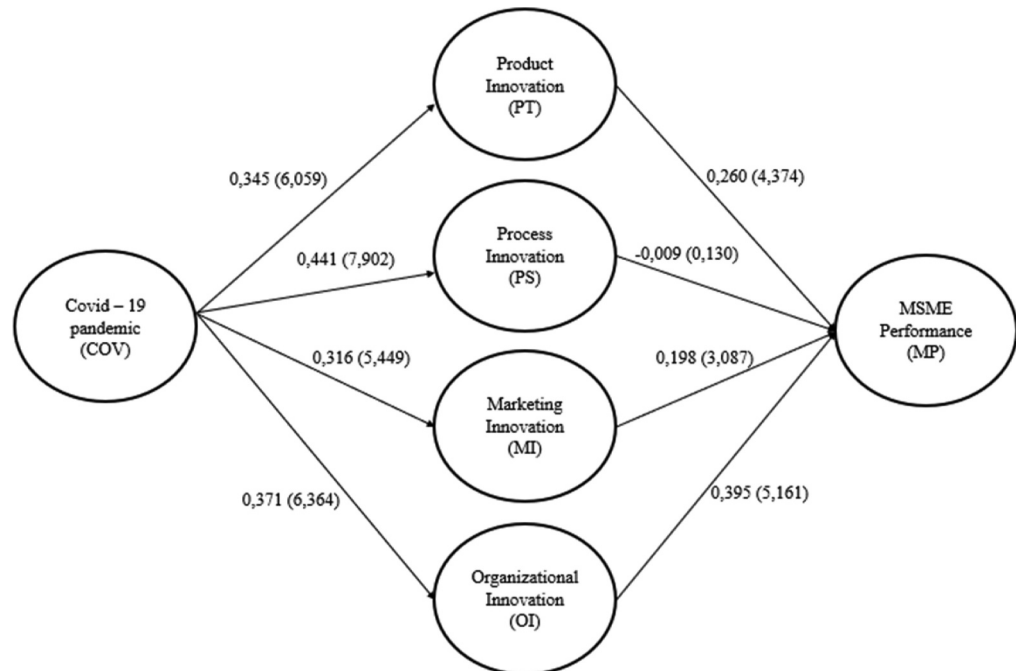 Product
Innovation
(PT)
0,345 (6,059)
0,260 (4,374)
Process
Innovation
(PS)
0,441 (7,902)
-0,009 (0,130)
Covid – 19
pandemic
(COV)
MSME
Performance
(MP)
0,316 (5,449)
0,198 (3,087)
Marketing
Innovation
(MI)
0,371 (6,364)
0,395 (5,161)
Organizational
Innovation
(OI)